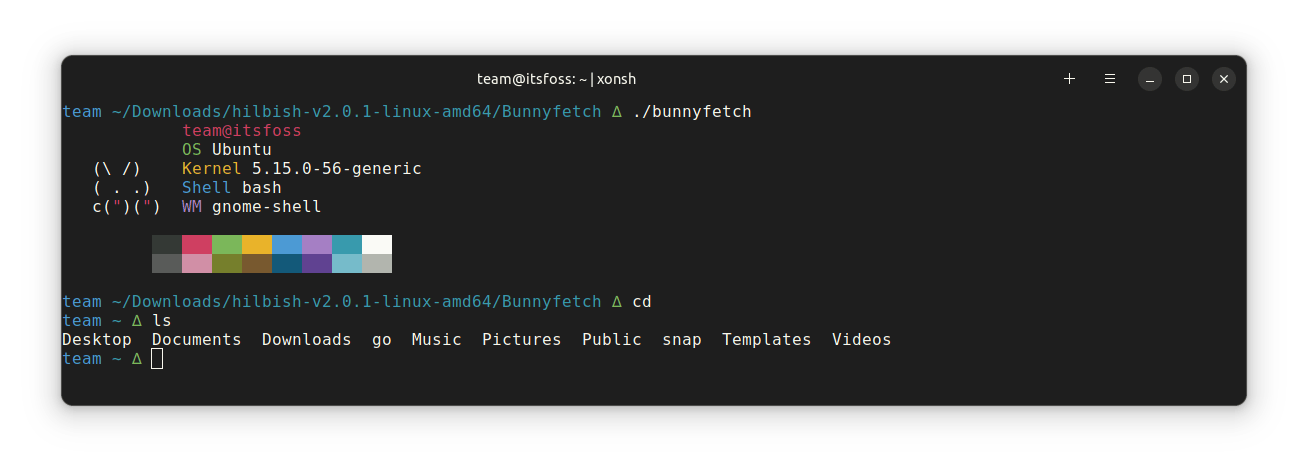 team@itsfoss: ~ | xonsh
team ~/Downloads/hilbish-v2.0.1-linux-amd64/Bunnyfetch ∆ ./bunnyfetch
            team@itsfoss
            OS Ubuntu
   (\ /)    Kernel 5.15.0-56-generic
   ( . .)   Shell bash
   c(")(")  WM gnome-shell
team ~/Downloads/hilbish-v2.0.1-linux-amd64/Bunnyfetch ∆ cd
team ~ ∆ ls
Desktop  Documents  Downloads  go  Music  Pictures  Public  snap  Templates  Videos
team ~ ∆